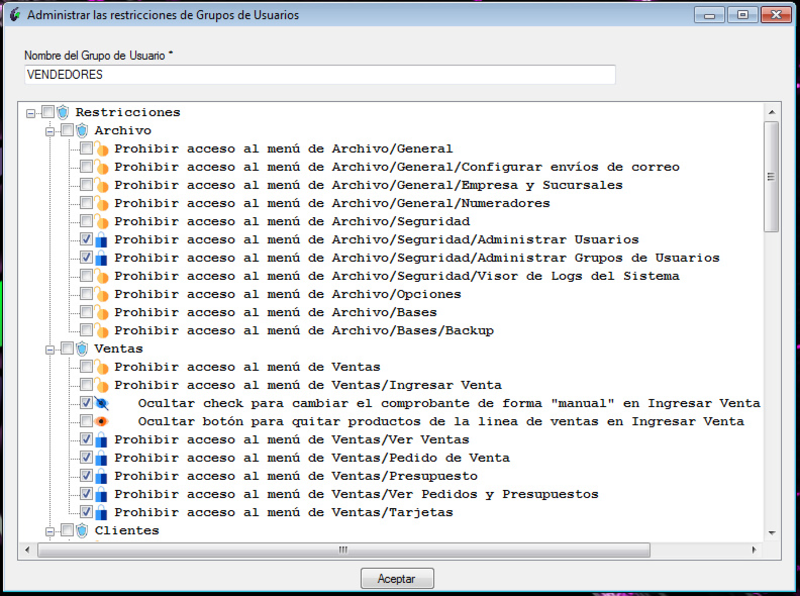 Administrar las restricciones de Grupos de Usuarios
Nombre del Grupo de Usuario *
VENDEDORES
Restricciones
Archivo
Prohibir acceso al menú de Archivo/General
Prohibir acceso al menú de Archivo/General/Configurar envíos de correo
Prohibir acceso al menú de Archivo/General/Empresa y Sucursales
Prohibir acceso al menú de Archivo/General/Numeradores
Prohibir acceso al menú de Archivo/Seguridad
Prohibir acceso al menú de Archivo/Seguridad/Administrar Usuarios
Prohibir acceso al menú de Archivo/Seguridad/Administrar Grupos de Usuarios
Prohibir acceso al menú de Archivo/Seguridad/Visor de Logs del Sistema
Prohibir acceso al menú de Archivo/Opciones
Prohibir acceso al menú de Archivo/Bases
Prohibir acceso al menú de Archivo/Bases/Backup
Ventas
Prohibir acceso al menú de Ventas
Prohibir acceso al menú de Ventas/Ingresar Venta
Ocultar check para cambiar el comprobante de forma "manual" en Ingresar Venta
Ocultar botón para quitar productos de la linea de ventas en Ingresar Venta
Prohibir acceso al menú de Ventas/Ver Ventas
Prohibir acceso al menú de Ventas/Pedido de Venta
Prohibir acceso al menú de Ventas/Presupuesto
Prohibir acceso al menú de Ventas/Ver Pedidos y Presupuestos
Prohibir acceso al menú de Ventas/Tarjetas
Clientes
Aceptar